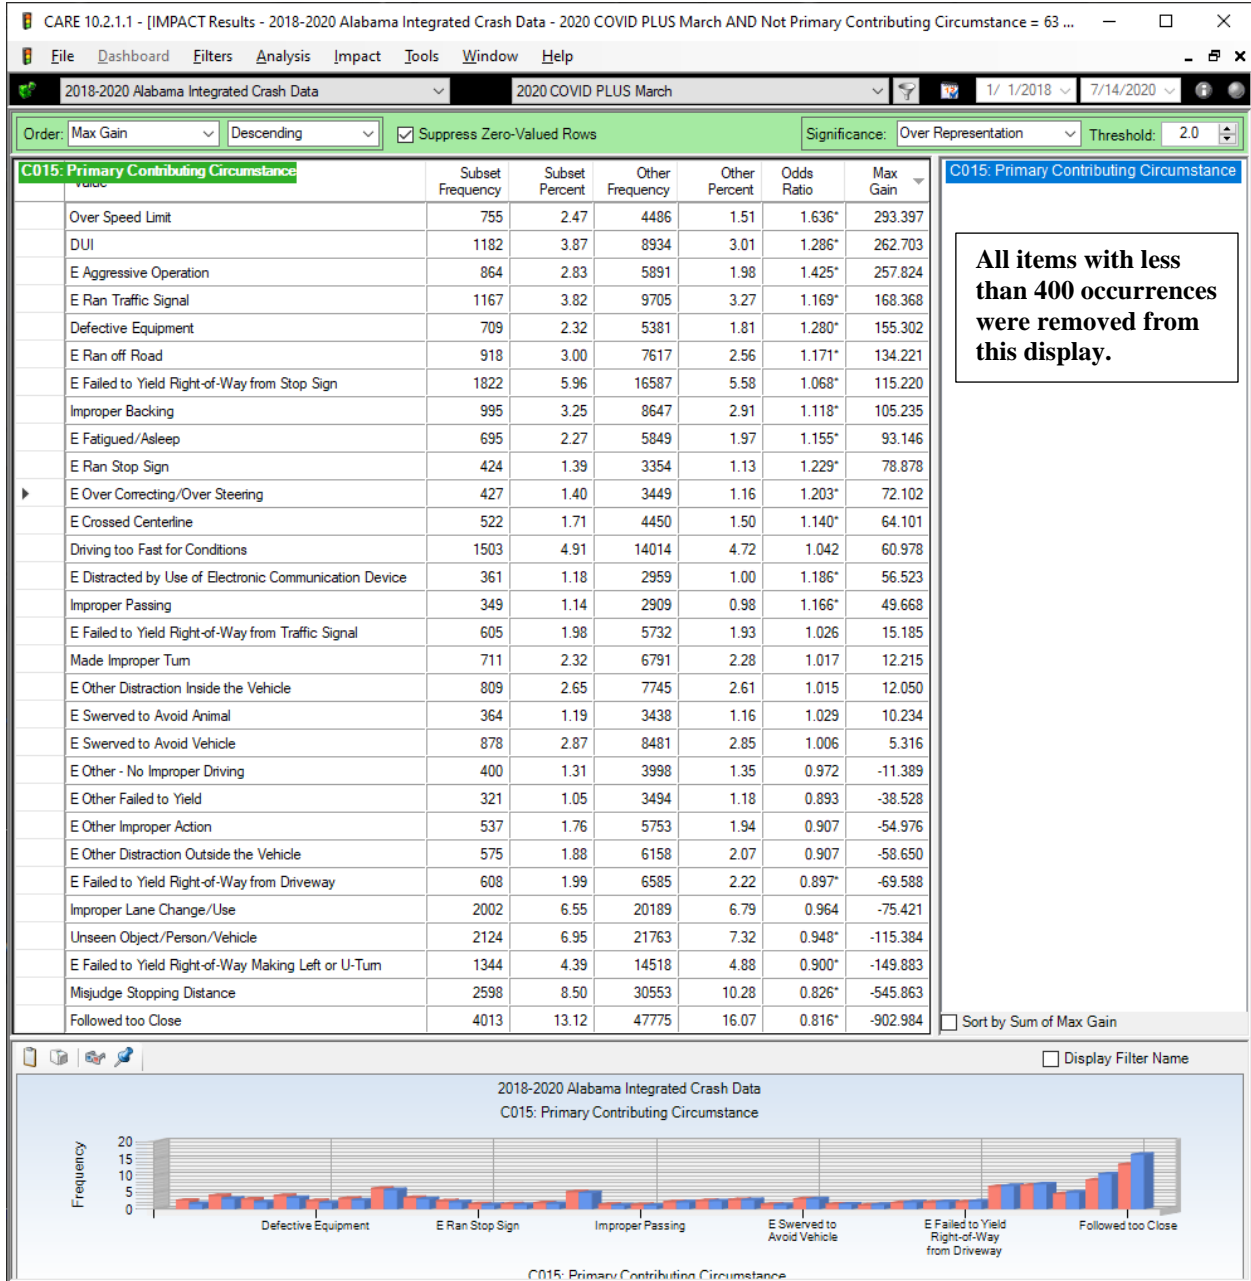 CARE 10.2.1.1 - [IMPACT Results - 2018-2020 Alabama Integrated Crash Data - 2020 COVID PLUS March AND Not Primary Contributing Circumstance = 63 ...
File Dashboard Filters Analysis Impact Tools Window Help
2018-2020 Alabama Integrated Crash Data 2020 COVID PLUS March 1/ 1/2018 7/14/2020
Order: Max Gain Descending Suppress Zero-Valued Rows Significance: Over Representation Threshold: 2.0
C015: Primary Contributing Circumstance Subset Frequency Subset Percent Other Frequency Other Percent Odds Ratio Max Gain
Over Speed Limit 755 2.47 4486 1.51 1.636* 293.397
DUI 1182 3.87 8934 3.01 1.286* 262.703
E Aggressive Operation 864 2.83 5891 1.98 1.425* 257.824
E Ran Traffic Signal 1167 3.82 9705 3.27 1.169* 168.368
Defective Equipment 709 2.32 5381 1.81 1.280* 155.302
E Ran off Road 918 3.00 7617 2.56 1.171* 134.221
E Failed to Yield Right-of-Way from Stop Sign 1822 5.96 16587 5.58 1.068* 115.220
Improper Backing 995 3.25 8647 2.91 1.118* 105.235
E Fatigued/Asleep 695 2.27 5849 1.97 1.155* 93.146
E Ran Stop Sign 424 1.39 3354 1.13 1.229* 78.878
E Over Correcting/Over Steering 427 1.40 3449 1.16 1.203* 72.102
E Crossed Centerline 522 1.71 4450 1.50 1.140* 64.101
Driving too Fast for Conditions 1503 4.91 14014 4.72 1.042 60.978
E Distracted by Use of Electronic Communication Device 361 1.18 2959 1.00 1.186* 56.523
Improper Passing 349 1.14 2909 0.98 1.166* 49.668
E Failed to Yield Right-of-Way from Traffic Signal 605 1.98 5732 1.93 1.026 15.185
Made Improper Turn 711 2.32 6791 2.28 1.017 12.215
E Other Distraction Inside the Vehicle 809 2.65 7745 2.61 1.015 12.050
E Swerved to Avoid Animal 364 1.19 3438 1.16 1.029 10.234
E Swerved to Avoid Vehicle 878 2.87 8481 2.85 1.006 5.316
E Other - No Improper Driving 400 1.31 3998 1.35 0.972 -11.389
E Other Failed to Yield 321 1.05 3494 1.18 0.893 -38.528
E Other Improper Action 537 1.76 5753 1.94 0.907 -54.976
E Other Distraction Outside the Vehicle 575 1.88 6158 2.07 0.907 -58.650
E Failed to Yield Right-of-Way from Driveway 608 1.99 6585 2.22 0.897* -69.588
Improper Lane Change/Use 2002 6.55 20189 6.79 0.964 -75.421
Unseen Object/Person/Vehicle 2124 6.95 21763 7.32 0.948* -115.384
E Failed to Yield Right-of-Way Making Left or U-Turn 1344 4.39 14518 4.88 0.900* -149.883
Misjudge Stopping Distance 2598 8.50 30553 10.28 0.826* -545.863
Followed too Close 4013 13.12 47775 16.07 0.816* -902.984
C015: Primary Contributing Circumstance
All items with less
than 400 occurrences
were removed from
this display.
Sort by Sum of Max Gain
Display Filter Name
2018-2020 Alabama Integrated Crash Data
C015: Primary Contributing Circumstance
Frequency
20
15
10
5
0
Defective Equipment
E Ran Stop Sign
Improper Passing
E Swerved to
Avoid Vehicle
E Failed to Yield
Right-of-Way
from Driveway
Followed too Close
C015: Primary Contributing Circumstance